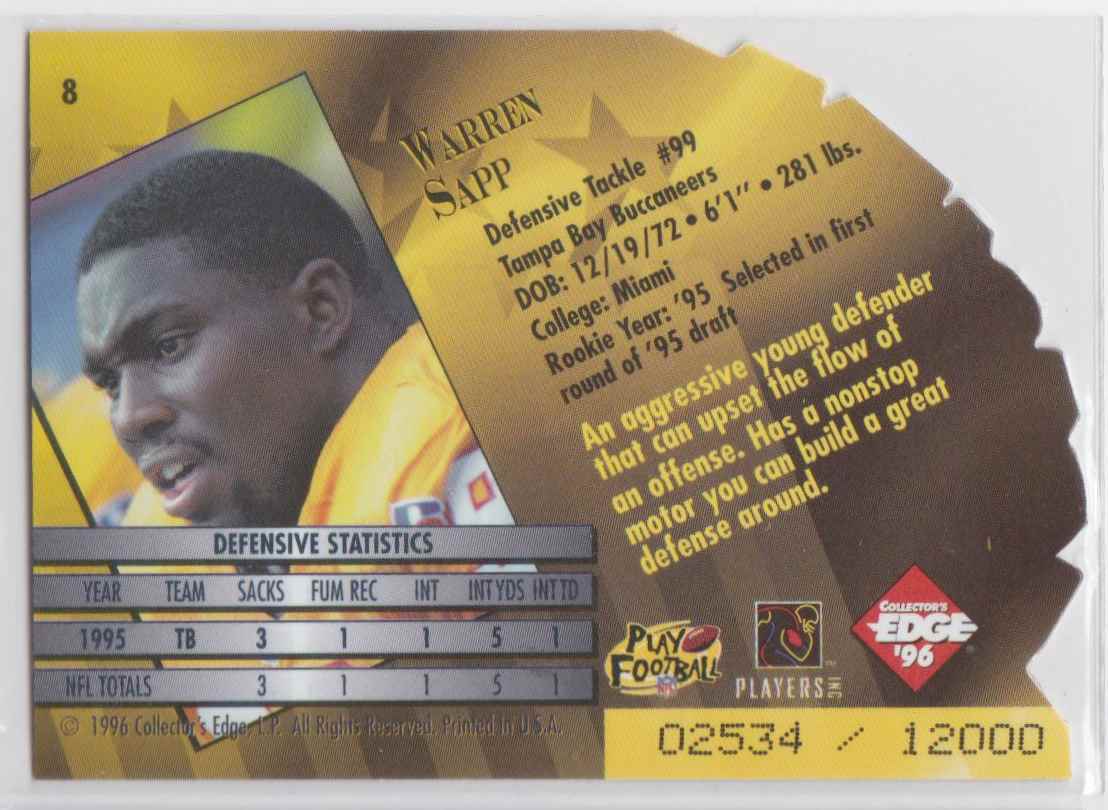 8
WARREN
SAPP
Defensive Tackle #99
Tampa Bay Buccaneers
DOB: 12/19/72 • 6'1" • 281 lbs.
College: Miami
Rookie Year: '95 Selected in first
round of '95 draft
An aggressive young defender
that can upset the flow of
an offense. Has a nonstop
motor you can build a great
defense around.
DEFENSIVE STATISTICS
YEAR TEAM SACKS FUM REC INT INT YDS INT TD
1995 TB 3 1 1 5 1
NFL TOTALS 3 1 1 5 1
© 1996 Collector's Edge, L.P. All Rights Reserved. Printed In U.S.A.
PLAY
FOOTBALL
NFL
PLAYERS INC
COLLECTOR'S
EDGE
'96
02534 / 12000